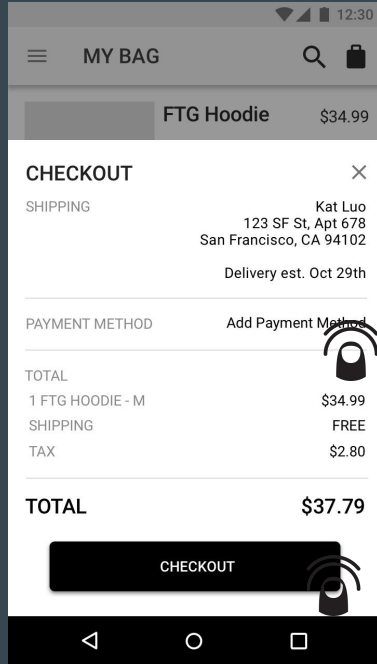 12:30
MY BAG
FTG Hoodie $34.99
CHECKOUT
SHIPPING Kat Luo
123 SF St, Apt 678
San Francisco, CA 94102
Delivery est. Oct 29th
PAYMENT METHOD Add Payment Method
TOTAL
1 FTG HOODIE - M $34.99
SHIPPING FREE
TAX $2.80
TOTAL $37.79
CHECKOUT